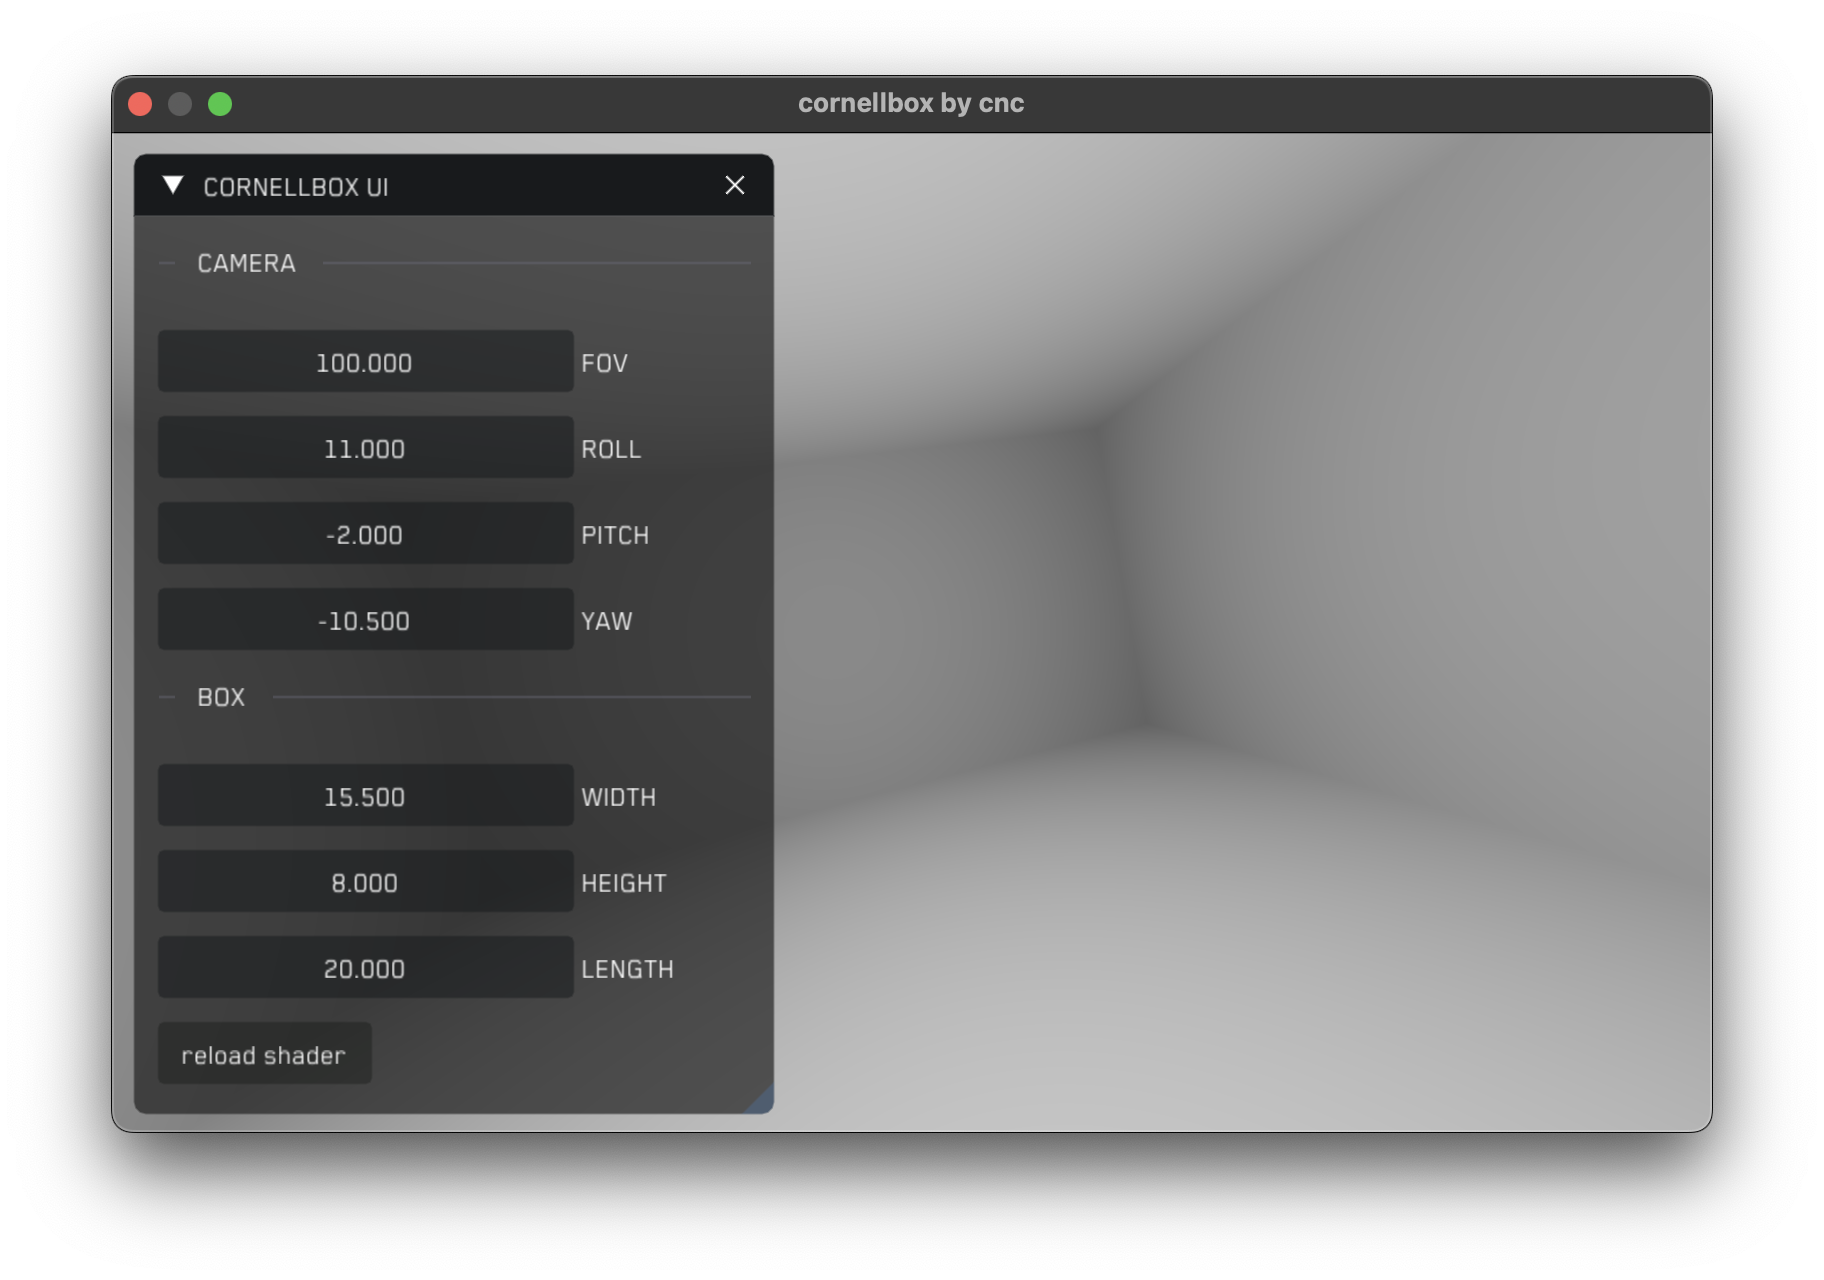 cornellbox by cnc
CORNELLBOX UI
CAMERA
100.000 FOV
11.000 ROLL
-2.000 PITCH
-10.500 YAW
BOX
15.500 WIDTH
8.000 HEIGHT
20.000 LENGTH
reload shader